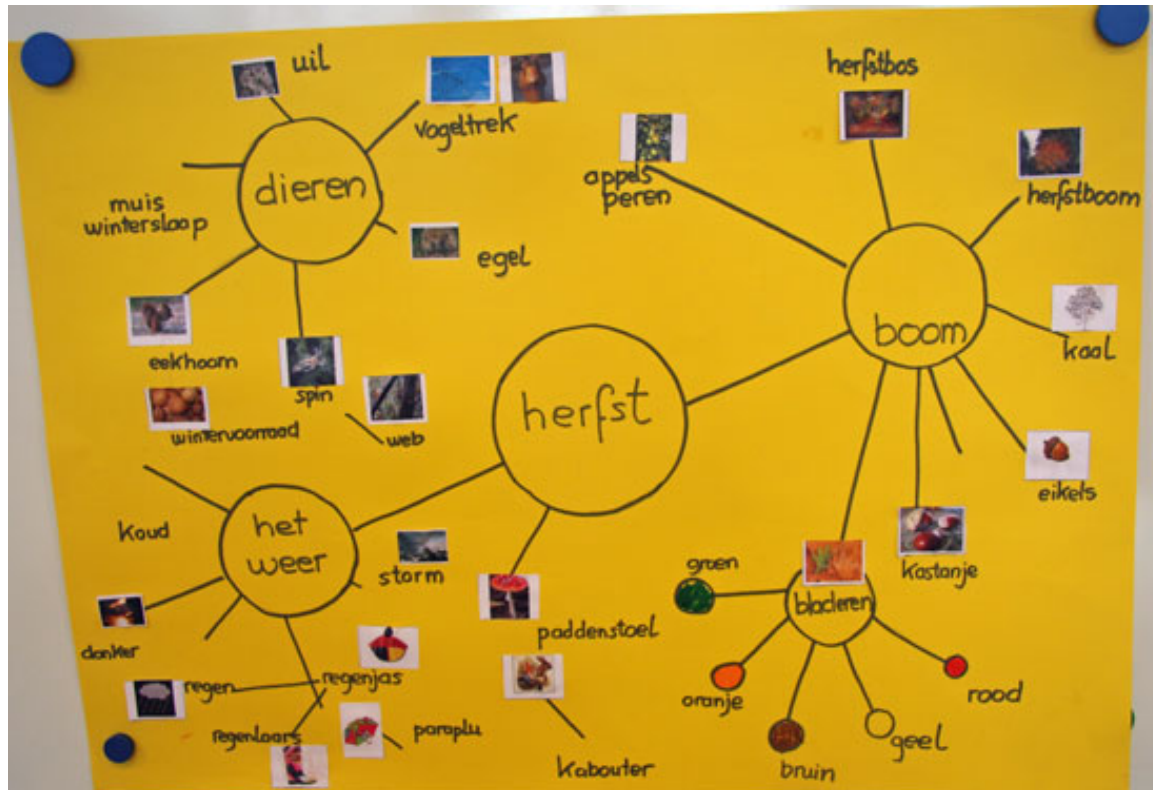 uil
vogeltrek
dieren
muis
winterslaap
egel
eekhoorn
spin
wintervoorraad
web
herfstbos
appels
peren
herfstboom
boom
kaal
eikels
kastanje
herfst
het
weer
koud
storm
donker
regen
regenjas
regenlaars
paraplu
paddenstoel
kabouter
bladeren
groen
oranje
bruin
geel
rood